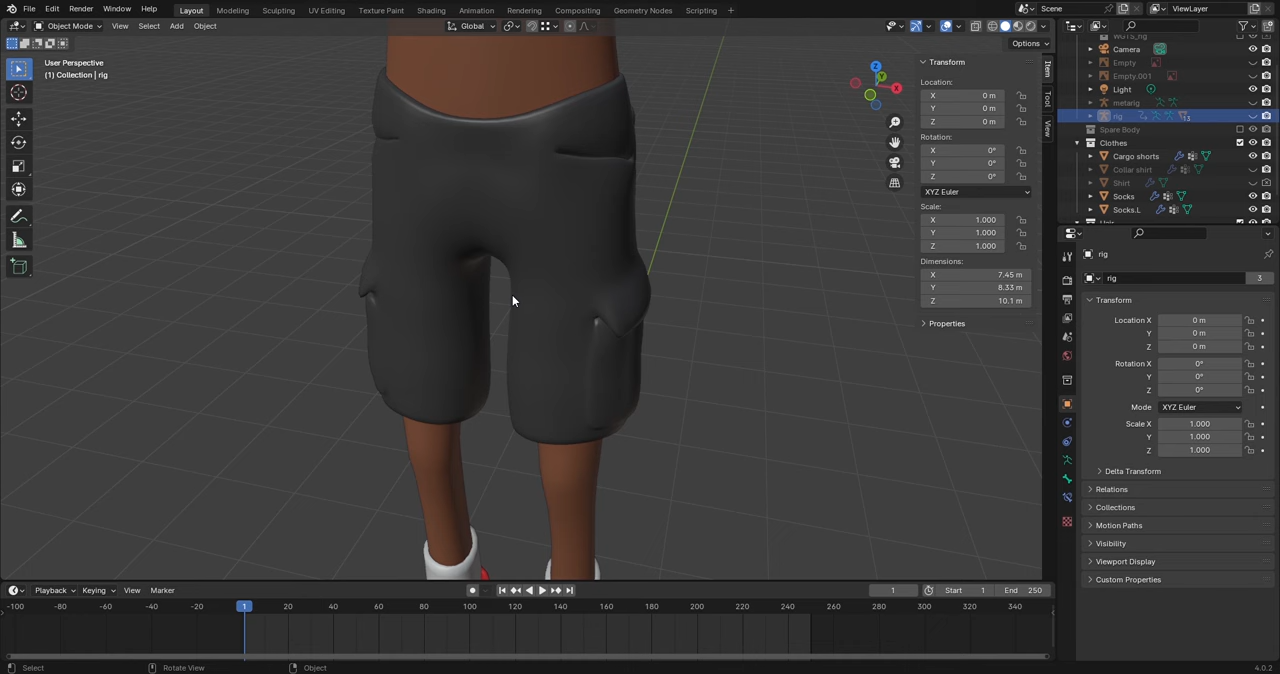 File Edit Render Window Help Layout Modeling Sculpting UV Editing Texture Paint Shading Animation Rendering Compositing Geometry Nodes Scripting + Scene ViewLayer
Object Mode View Select Add Object Global
Options
User Perspective
(1) Collection | rig
Z
Y
X
Transform
Location:
X 0 m
Y 0 m
Z 0 m
Rotation:
X 0°
Y 0°
Z 0°
XYZ Euler
Scale:
X 1.000
Y 1.000
Z 1.000
Dimensions:
X 7.45 m
Y 8.33 m
Z 10.1 m
Properties
Item
Tool
View
WGTS_rig
Camera
Empty
Empty.001
Light
metarig
rig
13
Spare Body
Clothes
Cargo shorts
Collar shirt
Shirt
Socks
Socks.L
rig
rig 3
Transform
Location X 0 m
Y 0 m
Z 0 m
Rotation X 0°
Y 0°
Z 0°
Mode XYZ Euler
Scale X 1.000
Y 1.000
Z 1.000
Delta Transform
Relations
Collections
Motion Paths
Visibility
Viewport Display
Custom Properties
Playback Keying View Marker 1 Start 1 End 250
-100 -80 -60 -40 -20 1 20 40 60 80 100 120 140 160 180 200 220 240 260 280 300 320 340
Select Rotate View Object 4.0.2